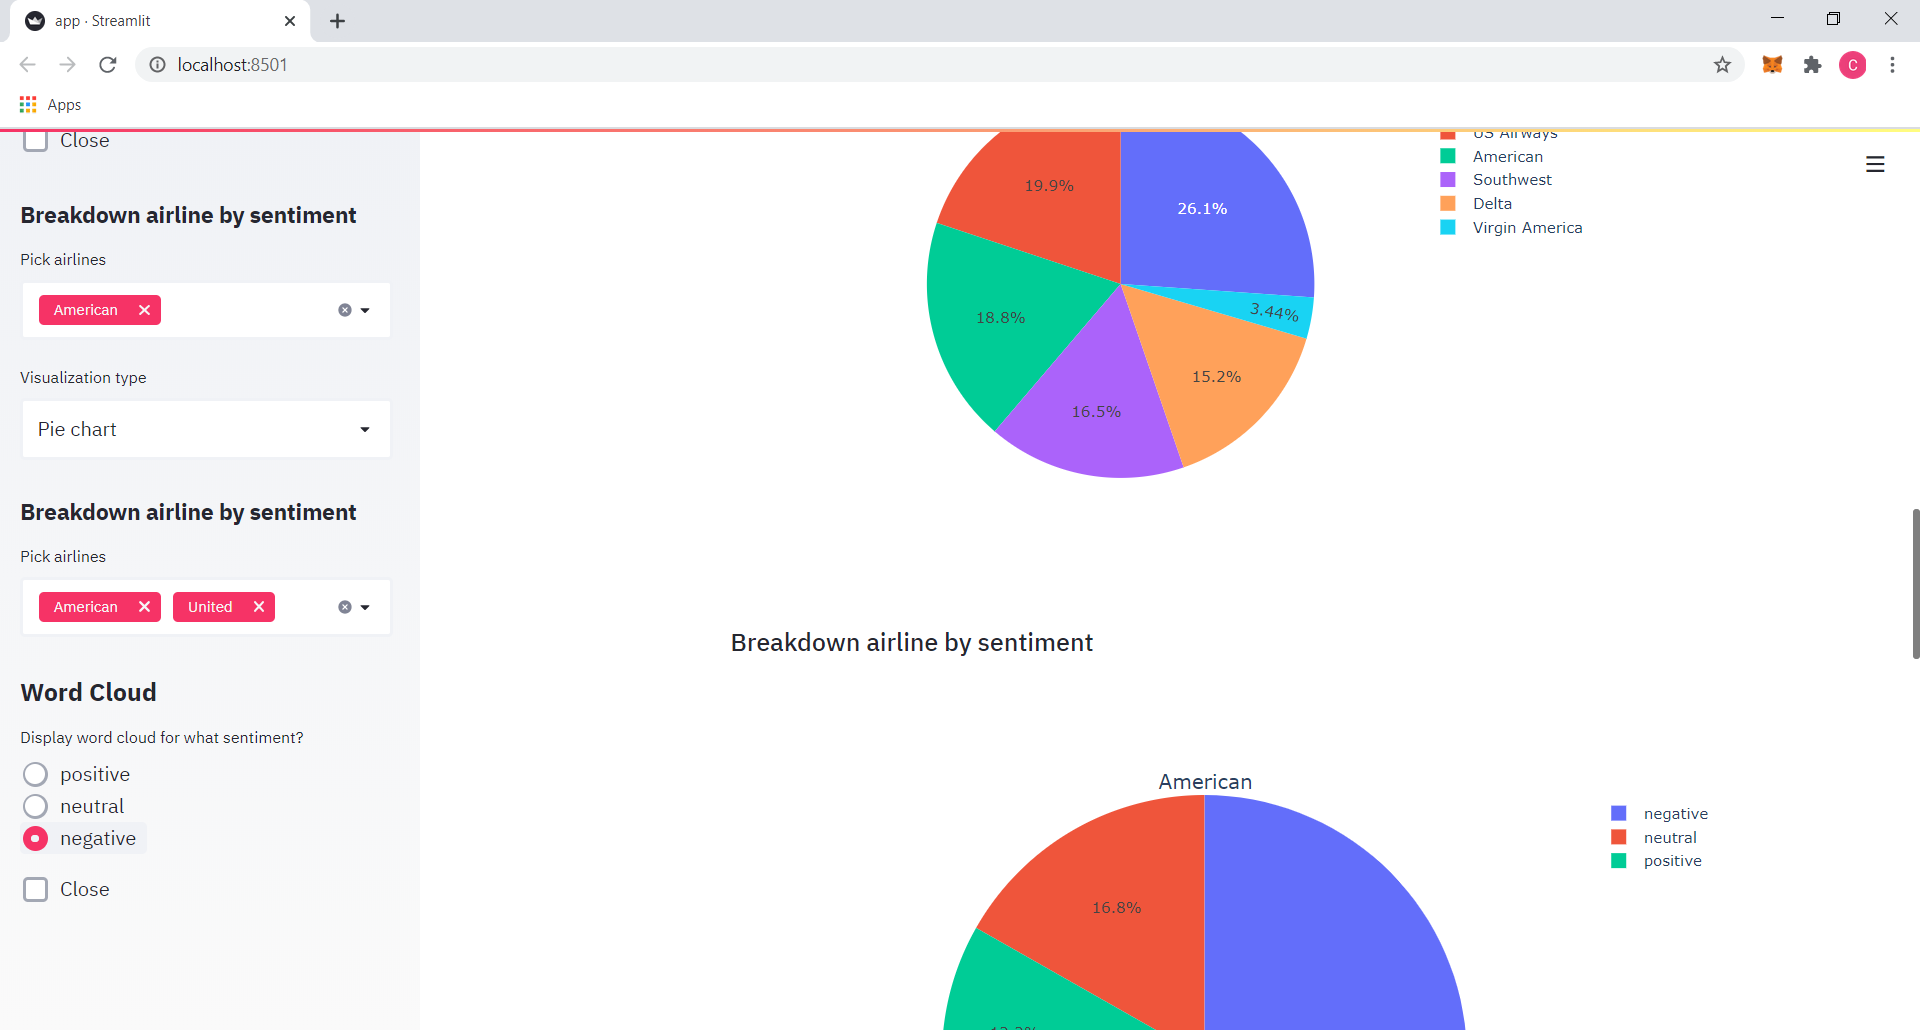 app · Streamlit
localhost:8501
C
Apps
Close
Breakdown airline by sentiment
Pick airlines
American
Visualization type
Pie chart
Breakdown airline by sentiment
Pick airlines
American United
Word Cloud
Display word cloud for what sentiment?
positive
neutral
negative
Close
US Airways
American
Southwest
Delta
Virgin America
19.9%
26.1%
3.44%
18.8%
15.2%
16.5%
Breakdown airline by sentiment
American
negative
neutral
positive
16.8%